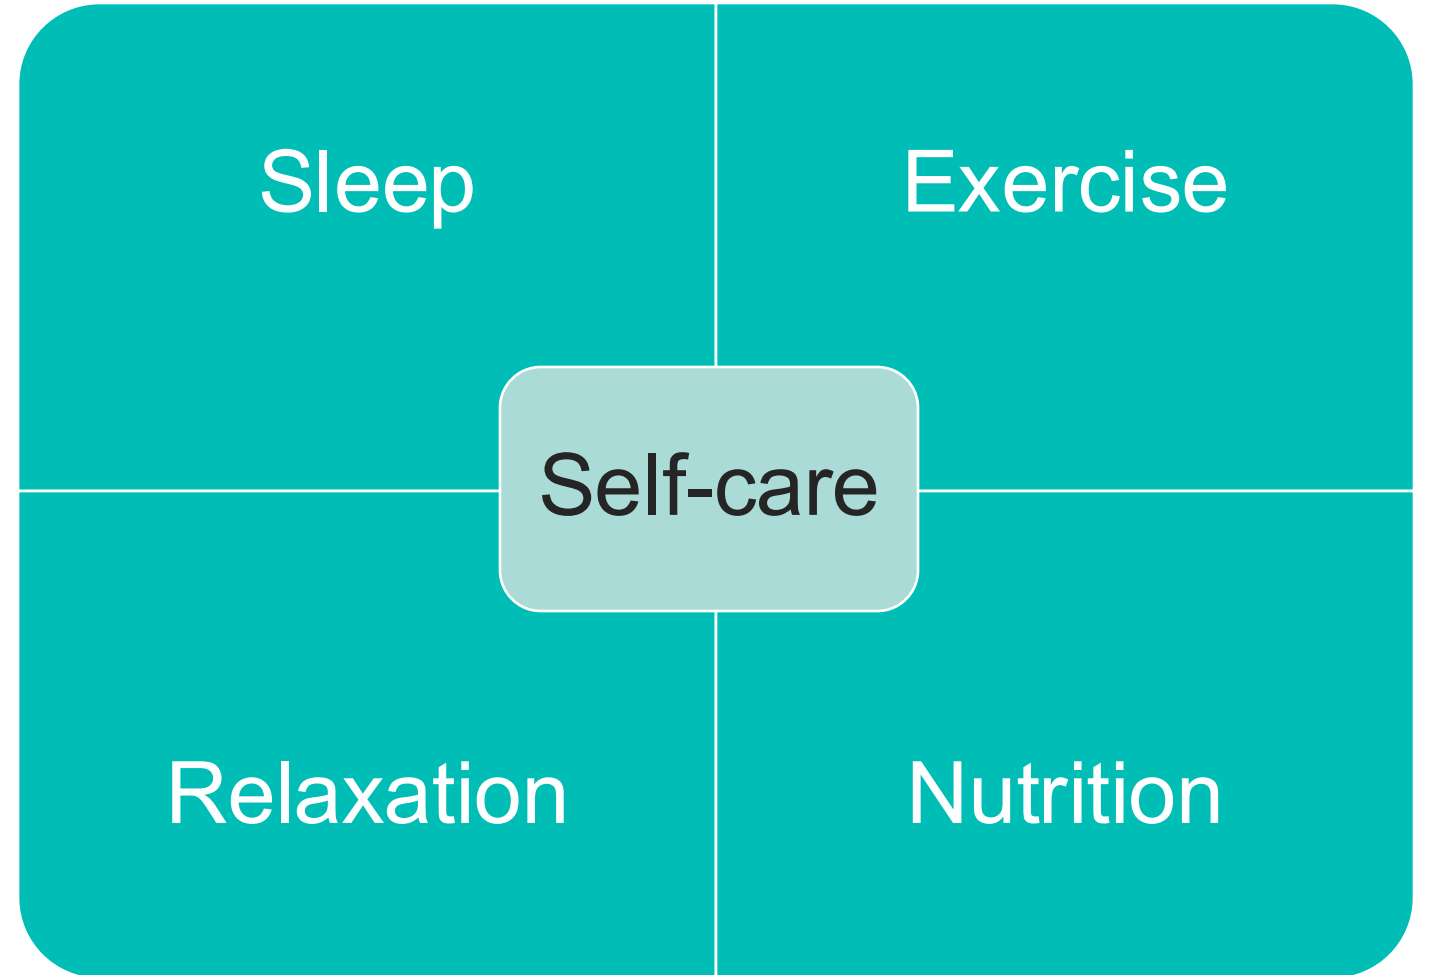 Sleep
Exercise
Self-care
Relaxation
Nutrition